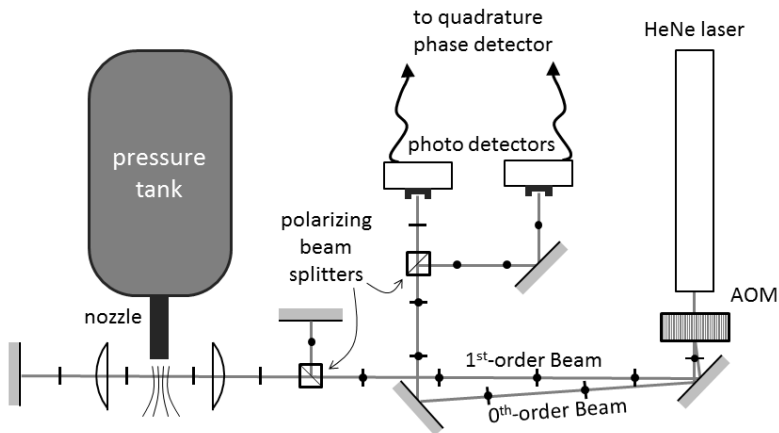 to quadrature
phase detector
HeNe laser
photo detectors
pressure
tank
polarizing
beam
splitters
AOM
nozzle
1st-order Beam
0th-order Beam